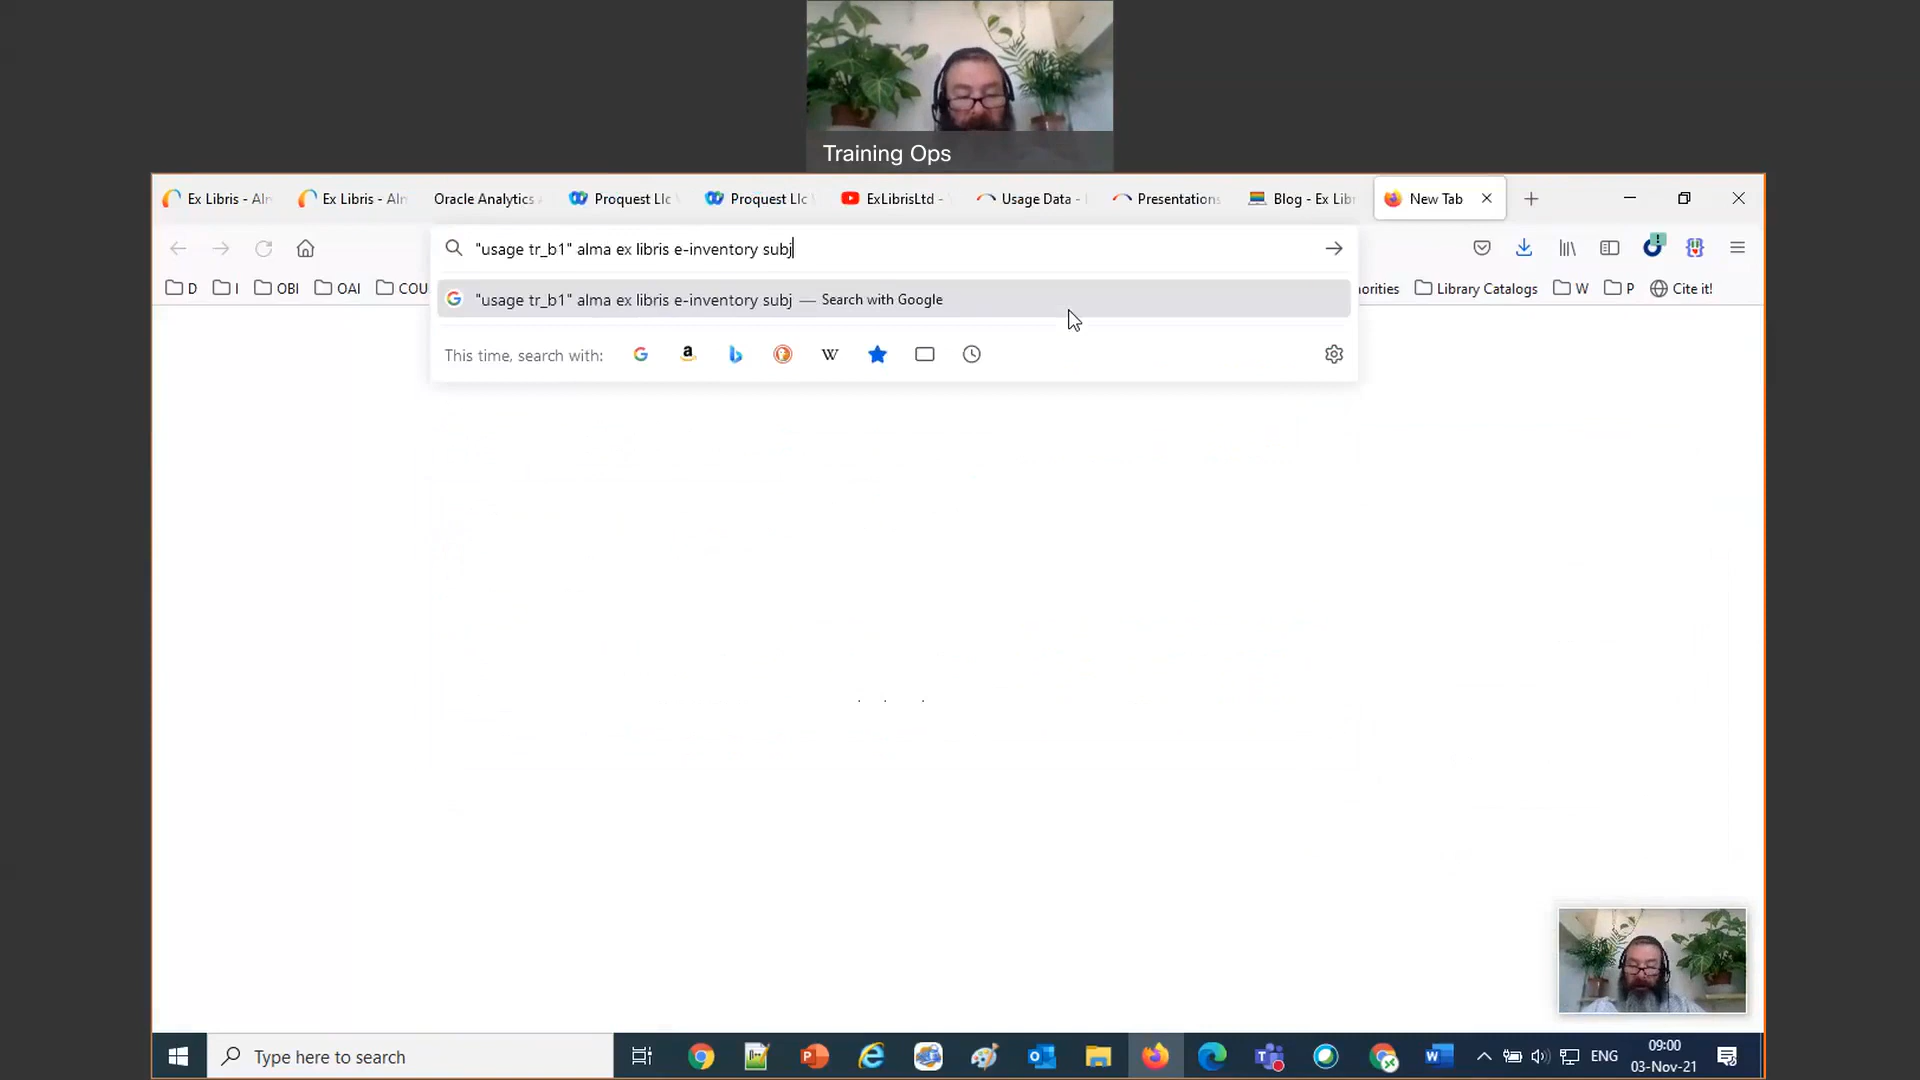 Training Ops
Ex Libris - Alm
Ex Libris - Alm
Oracle Analytics
Proquest Llc
Proquest Llc
ExLibrisLtd -
Usage Data -
Presentations
Blog - Ex Lib
New Tab
"usage tr_b1" alma ex libris e-inventory subj
D
I
OBI
OAI
COU
orities
Library Catalogs
W
P
Cite it!
"usage tr_b1" alma ex libris e-inventory subj — Search with Google
This time, search with:
Type here to search
ENG
09:00
03-Nov-21